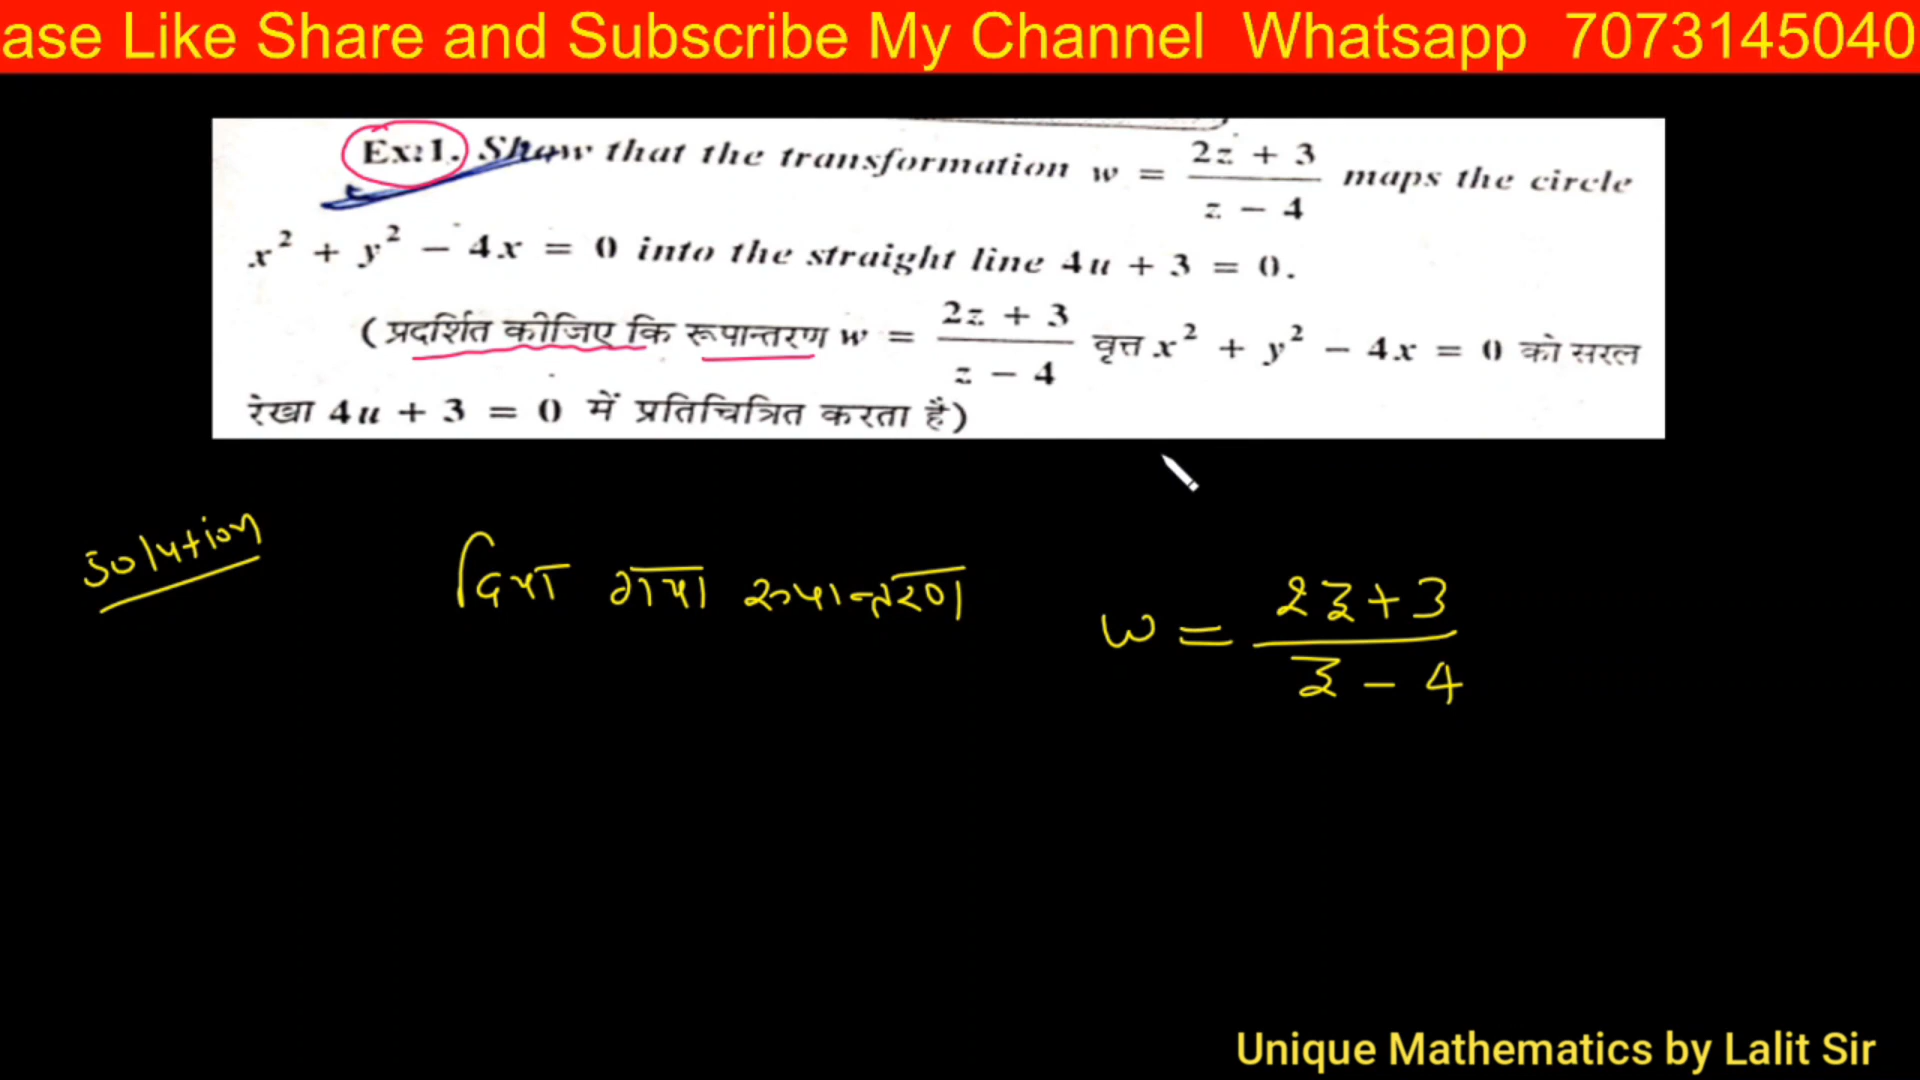 ase Like Share and Subscribe My Channel Whatsapp 7073145040
Ex:1. Show that the transformation w = 2z + 3 / z − 4 maps the circle
x² + y² − 4x = 0 into the straight line 4u + 3 = 0.
(प्रदर्शित कीजिए कि रूपान्तरण w = 2z + 3 / z − 4 वृत्त x² + y² − 4x = 0 को सरल
रेखा 4u + 3 = 0 में प्रतिचित्रित करता है)
Solution
दिया गया रूपान्तरण w = 2z + 3 / z − 4
Unique Mathematics by Lalit Sir